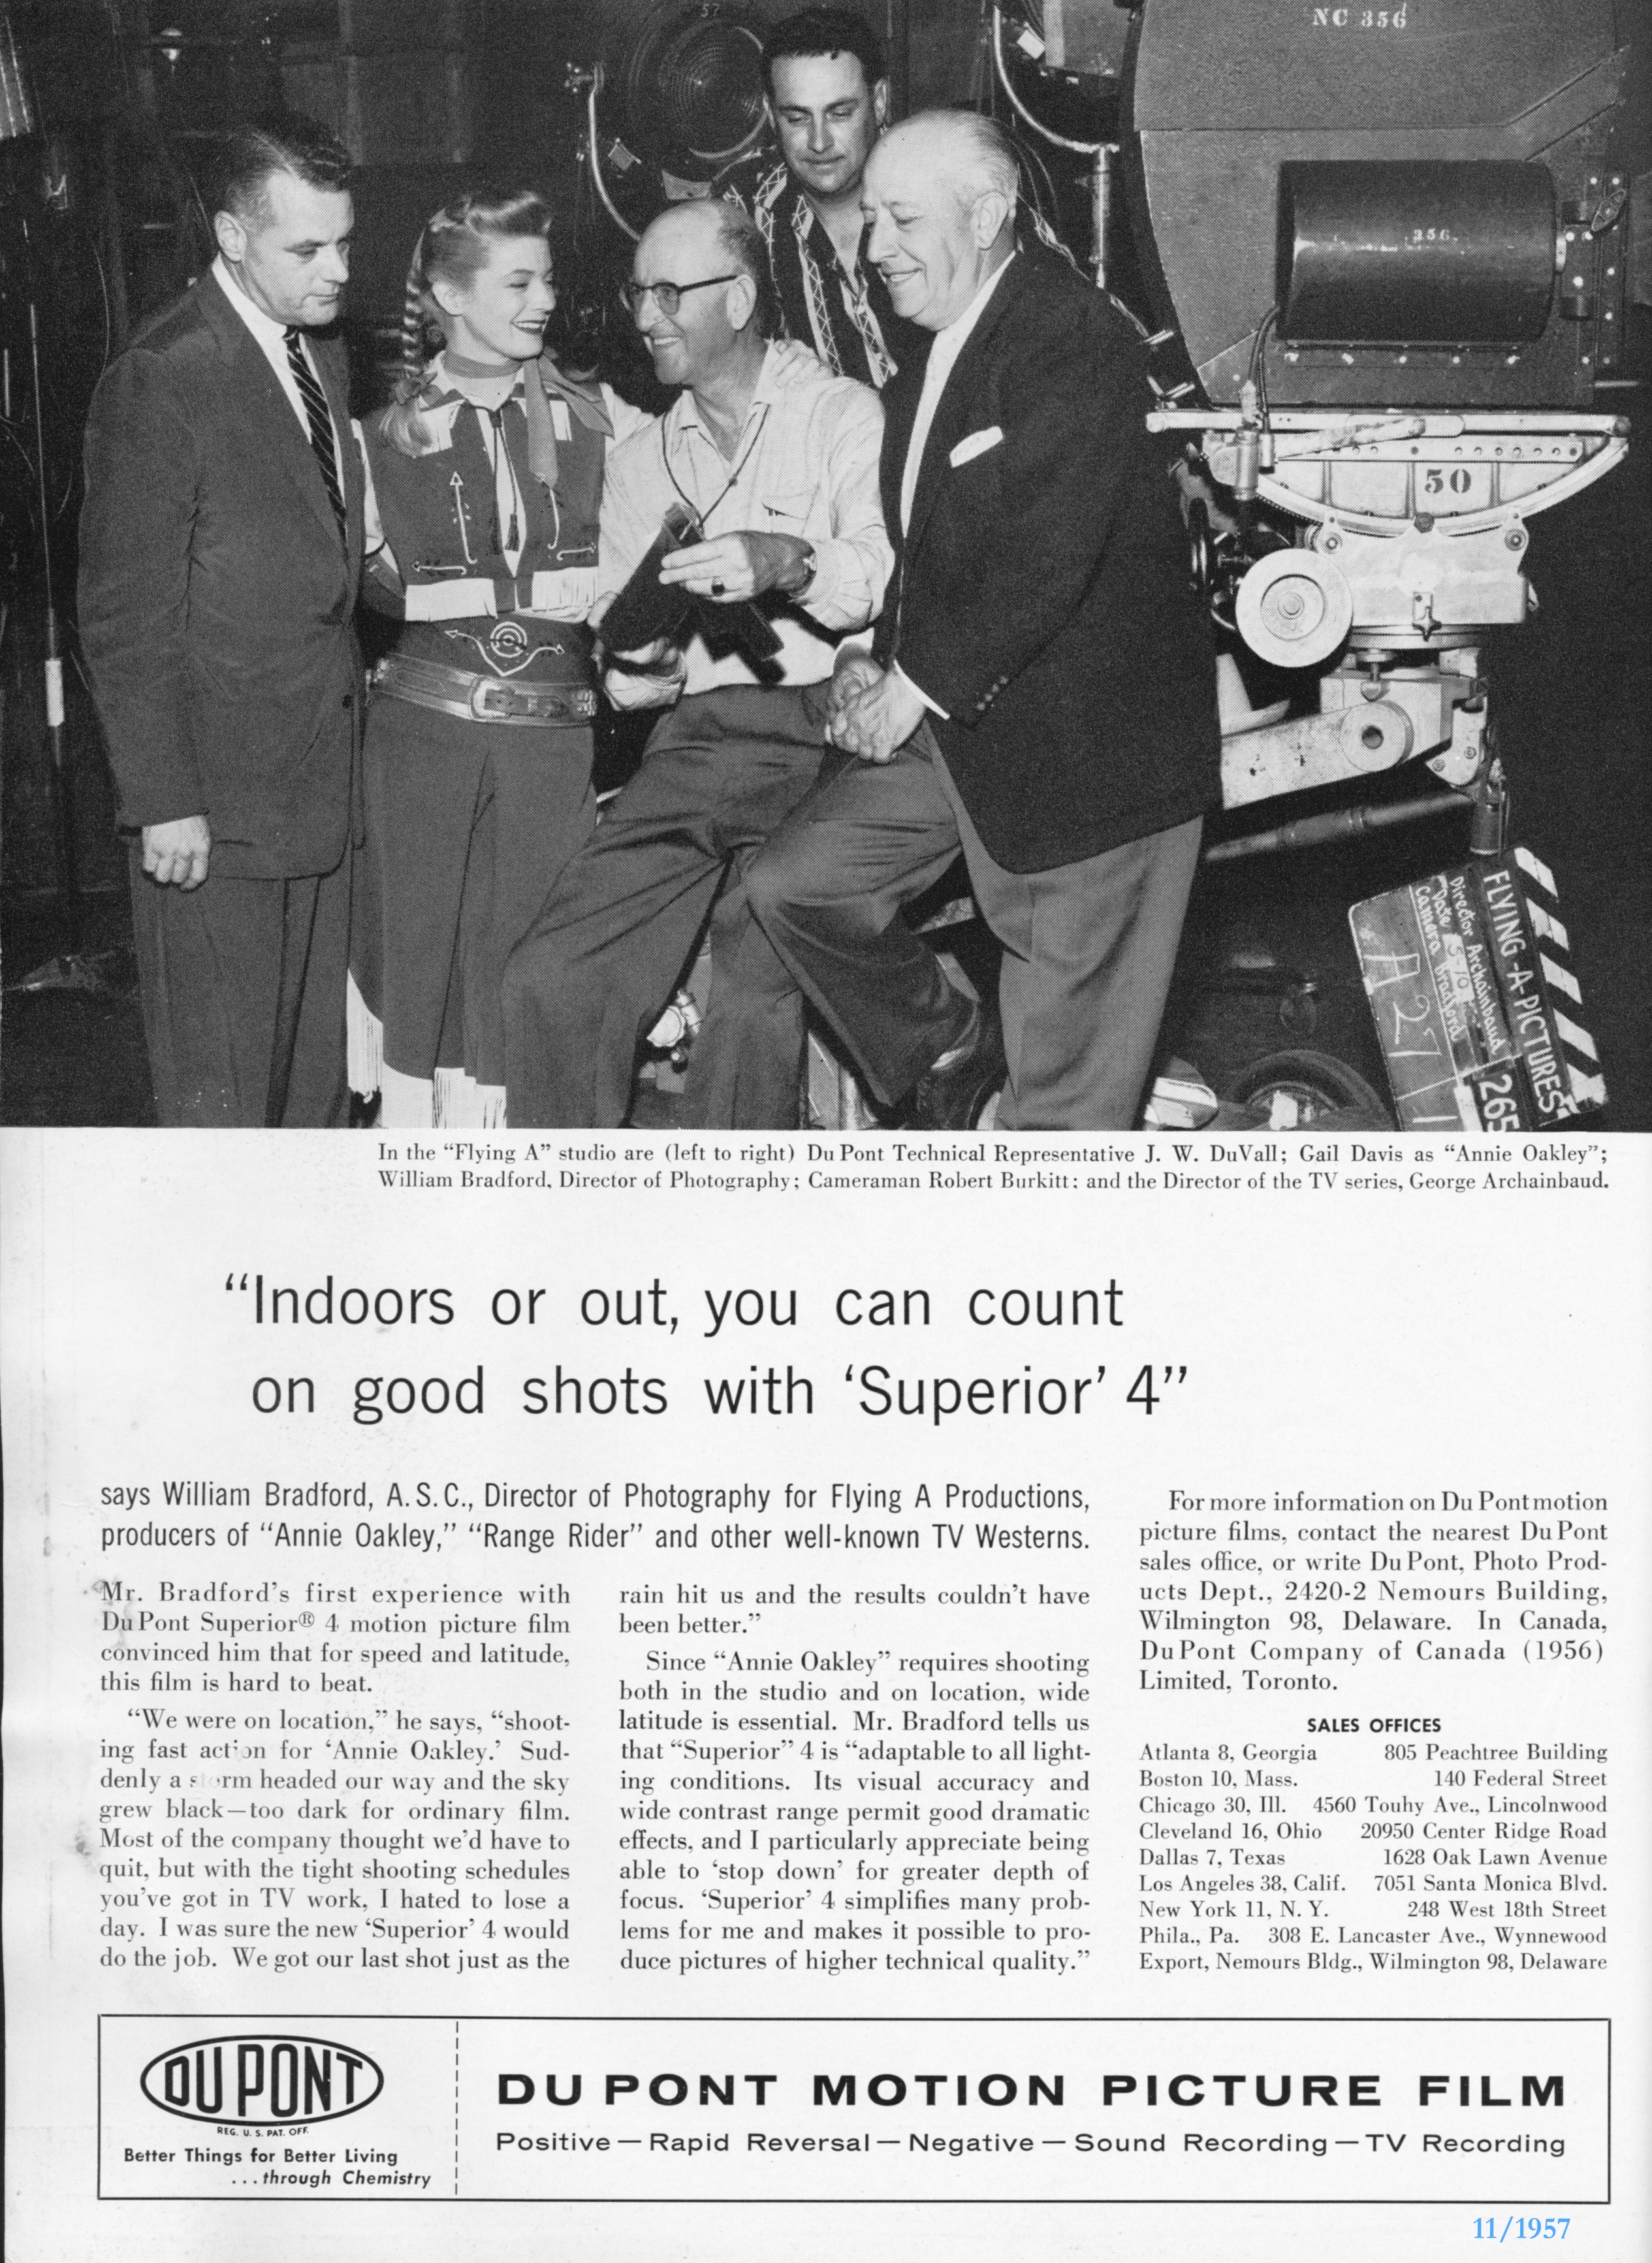 57
NC 356
356
50
FLYING-A-PICTURES
Director Archainbaud
Date 5-10
Camera Bradford
265
A 27
In the “Flying A” studio are (left to right) Du Pont Technical Representative J. W. DuVall; Gail Davis as “Annie Oakley”;
William Bradford, Director of Photography; Cameraman Robert Burkitt; and the Director of the TV series, George Archainbaud.
“Indoors or out, you can count
on good shots with ‘Superior’ 4”
says William Bradford, A.S.C., Director of Photography for Flying A Productions,
producers of “Annie Oakley,” “Range Rider” and other well-known TV Westerns.
Mr. Bradford’s first experience with
Du Pont Superior® 4 motion picture film
convinced him that for speed and latitude,
this film is hard to beat.
“We were on location,” he says, “shoot-
ing fast action for ‘Annie Oakley.’ Sud-
denly a storm headed our way and the sky
grew black—too dark for ordinary film.
Most of the company thought we’d have to
quit, but with the tight shooting schedules
you’ve got in TV work, I hated to lose a
day. I was sure the new ‘Superior’ 4 would
do the job. We got our last shot just as the
rain hit us and the results couldn’t have
been better.”
Since “Annie Oakley” requires shooting
both in the studio and on location, wide
latitude is essential. Mr. Bradford tells us
that “Superior” 4 is “adaptable to all light-
ing conditions. Its visual accuracy and
wide contrast range permit good dramatic
effects, and I particularly appreciate being
able to ‘stop down’ for greater depth of
focus. ‘Superior’ 4 simplifies many prob-
lems for me and makes it possible to pro-
duce pictures of higher technical quality.”
For more information on Du Pont motion
picture films, contact the nearest Du Pont
sales office, or write Du Pont, Photo Prod-
ucts Dept., 2420-2 Nemours Building,
Wilmington 98, Delaware. In Canada,
Du Pont Company of Canada (1956)
Limited, Toronto.
SALES OFFICES
Atlanta 8, Georgia 805 Peachtree Building
Boston 10, Mass. 140 Federal Street
Chicago 30, Ill. 4560 Touhy Ave., Lincolnwood
Cleveland 16, Ohio 20950 Center Ridge Road
Dallas 7, Texas 1628 Oak Lawn Avenue
Los Angeles 38, Calif. 7051 Santa Monica Blvd.
New York 11, N. Y. 248 West 18th Street
Phila., Pa. 308 E. Lancaster Ave., Wynnewood
Export, Nemours Bldg., Wilmington 98, Delaware
DU PONT
REG. U. S. PAT. OFF.
Better Things for Better Living
...through Chemistry
DU PONT MOTION PICTURE FILM
Positive—Rapid Reversal—Negative—Sound Recording—TV Recording
11/1957